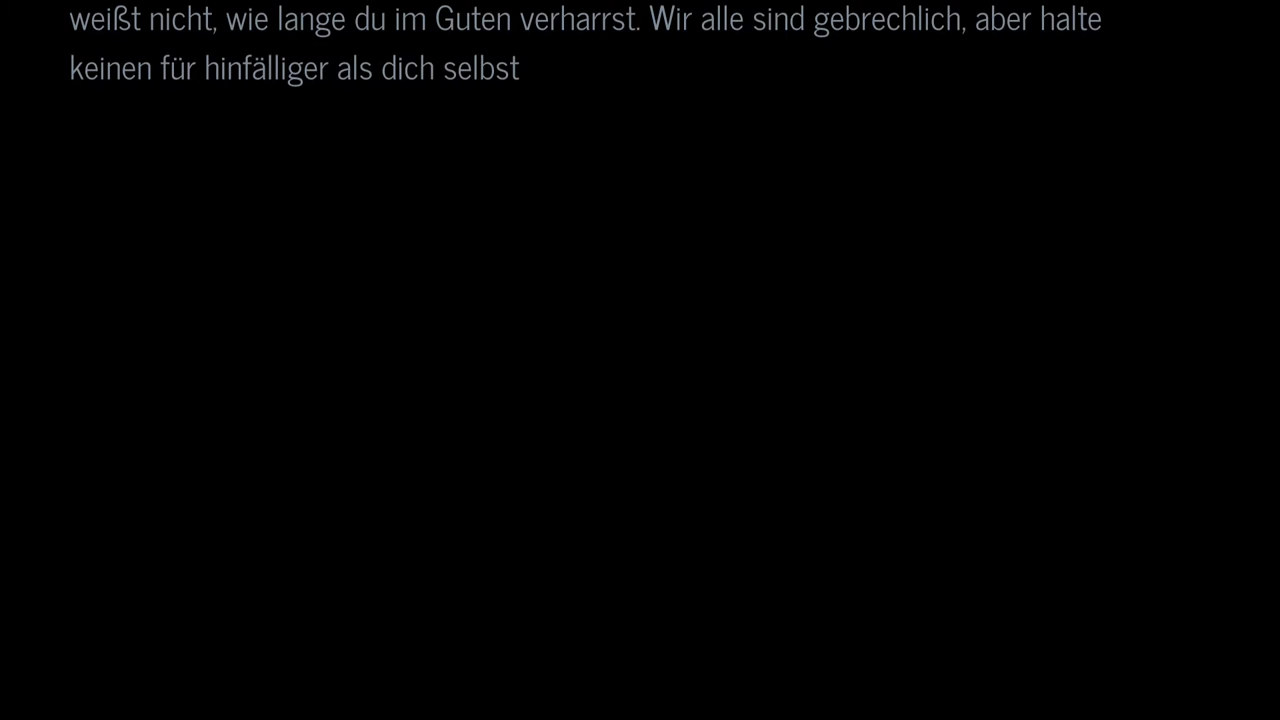 weißt nicht, wie lange du im Guten verharrst. Wir alle sind gebrechlich, aber halte
keinen für hinfälliger als dich selbst